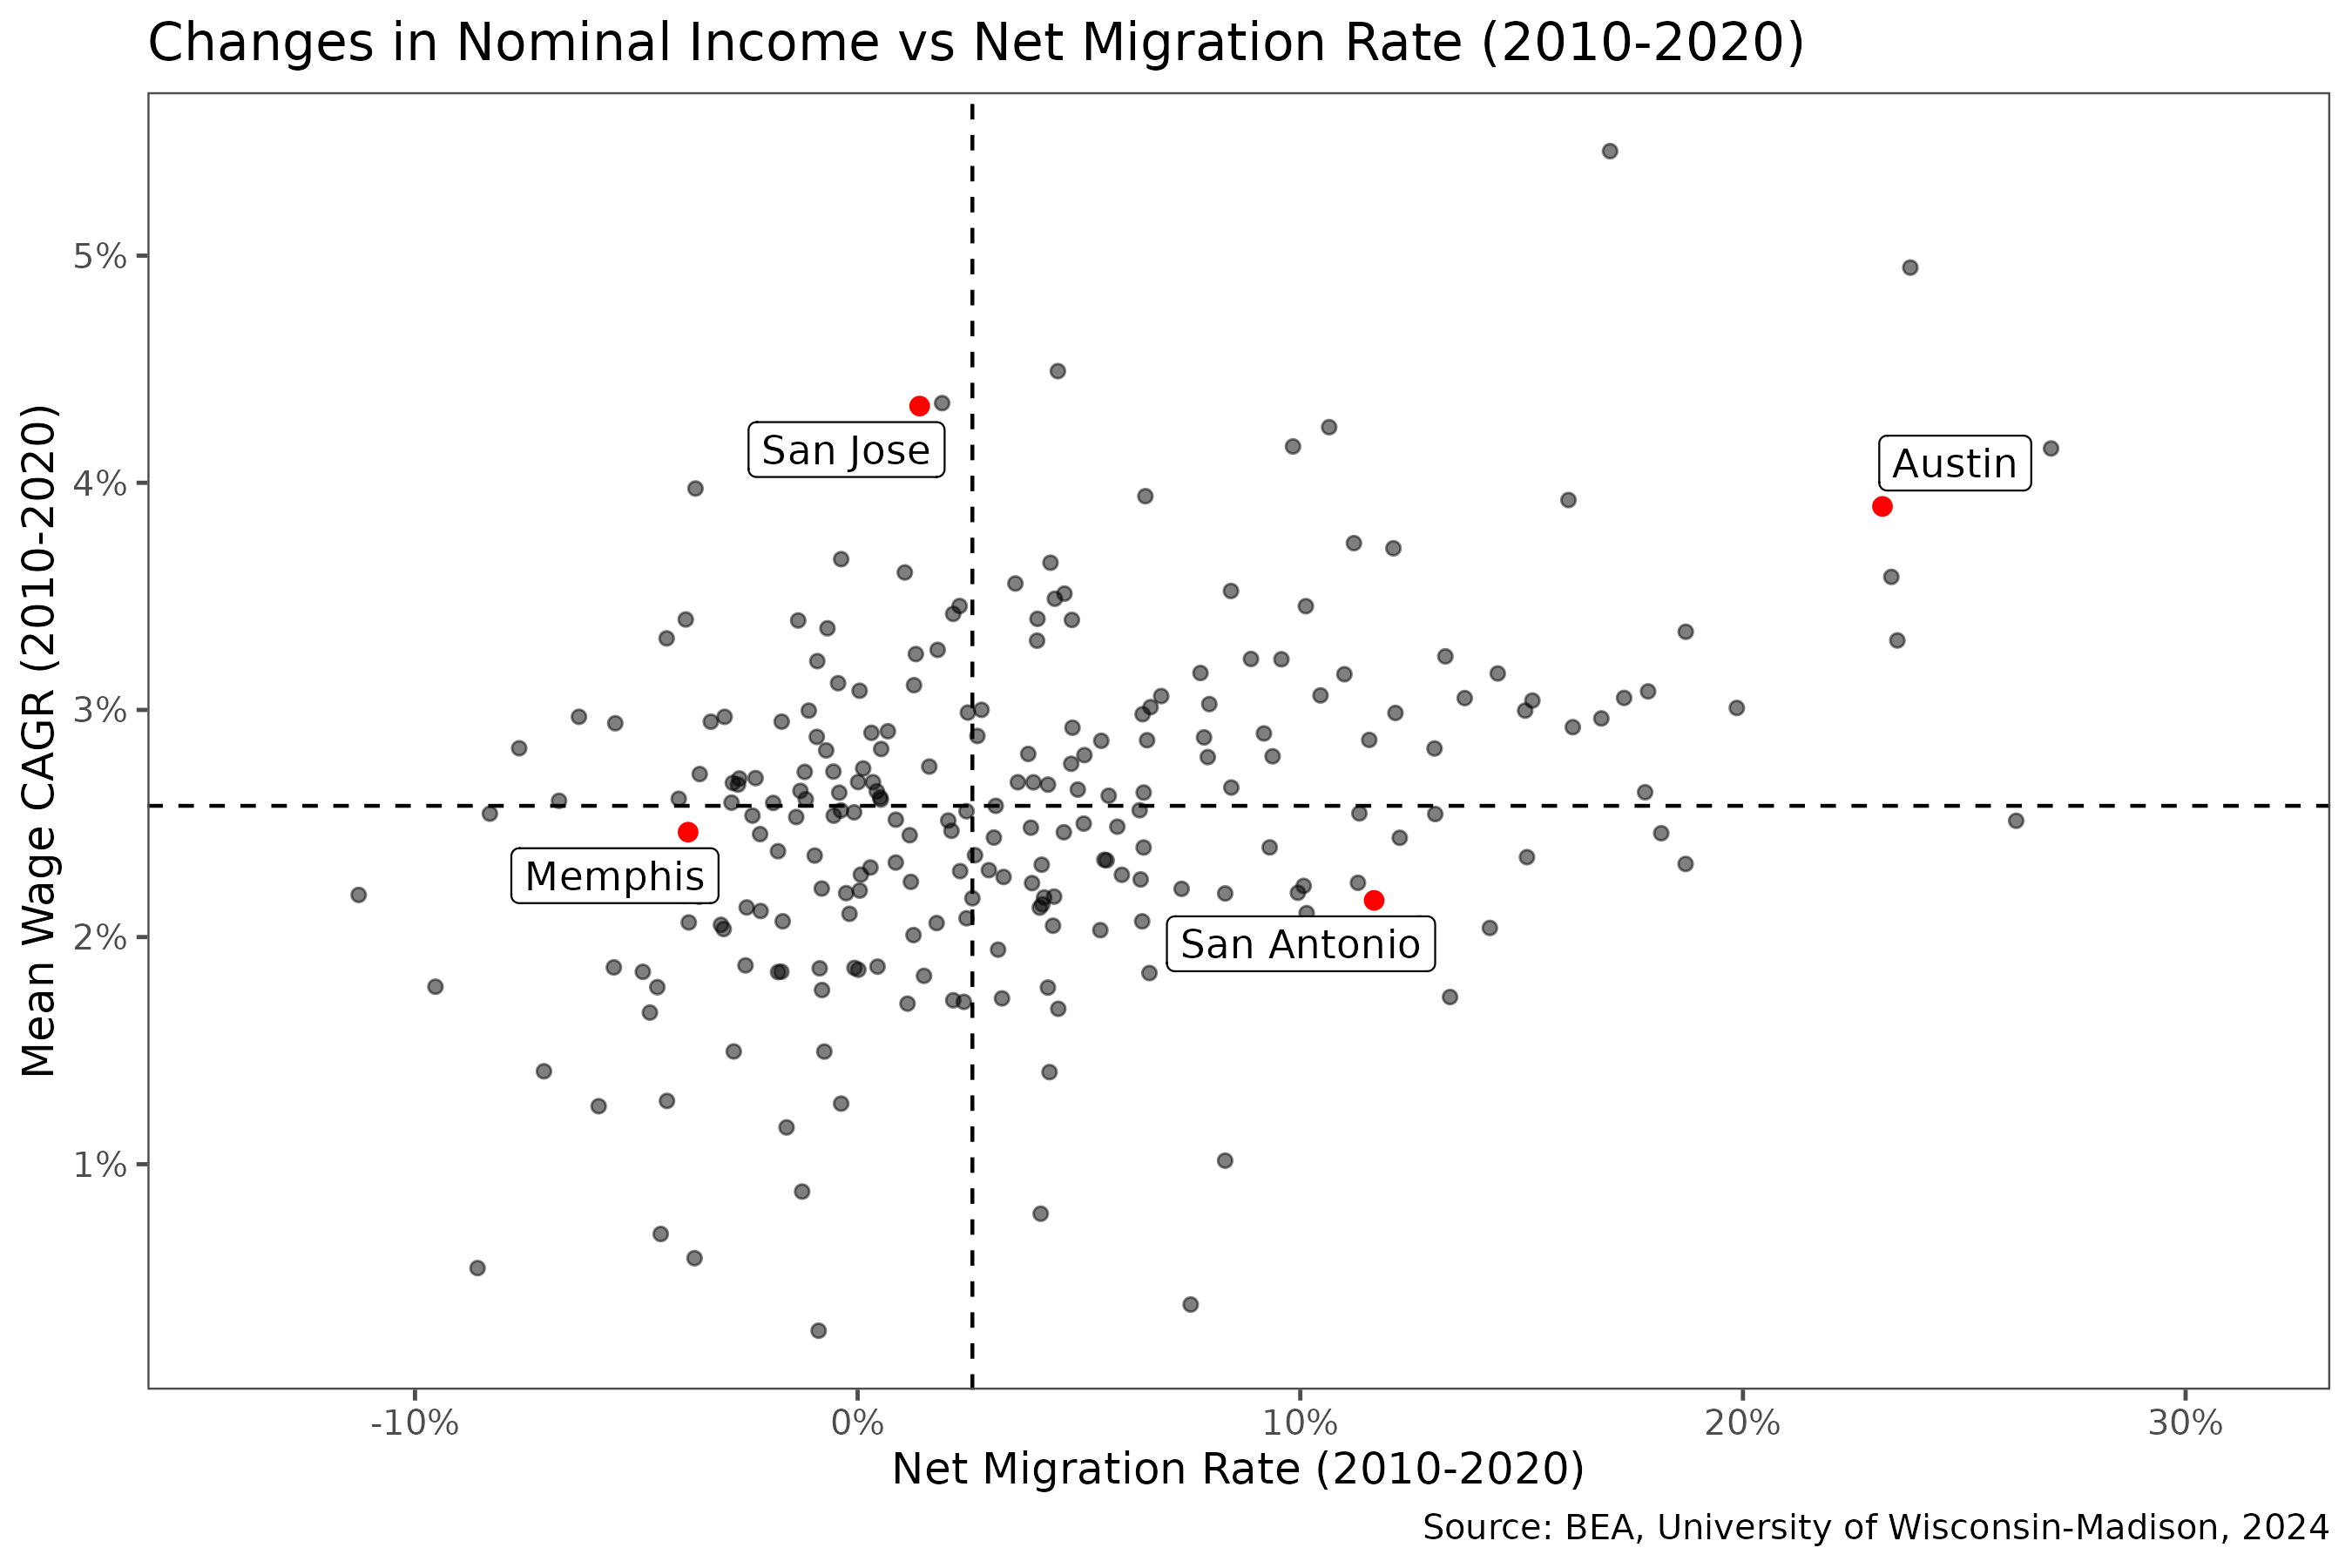 Changes in Nominal Income vs Net Migration Rate (2010-2020)
Mean Wage CAGR (2010-2020)
5%
4%
3%
2%
1%
San Jose
Austin
Memphis
San Antonio
-10%
0%
10%
20%
30%
Net Migration Rate (2010-2020)
Source: BEA, University of Wisconsin-Madison, 2024